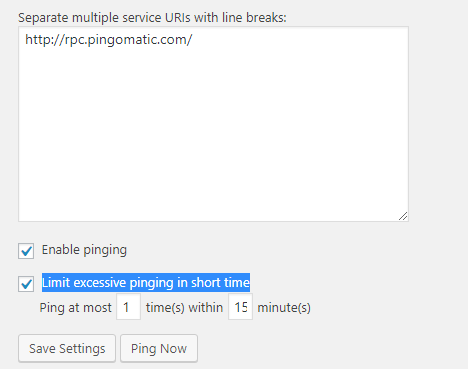 Separate multiple service URIs with line breaks:
http://rpc.pingomatic.com/
Enable pinging
Limit excessive pinging in short time
Ping at most 1 time(s) within 15 minute(s)
Save Settings Ping Now